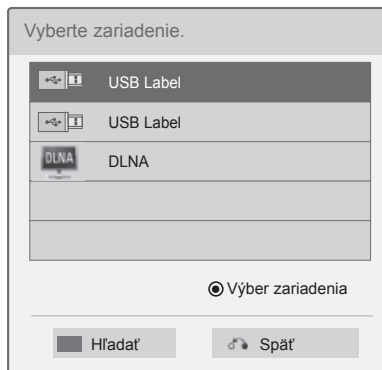 Vyberte zariadenie.
USB Label
USB Label
DLNA DLNA
Výber zariadenia
Hľadať Späť